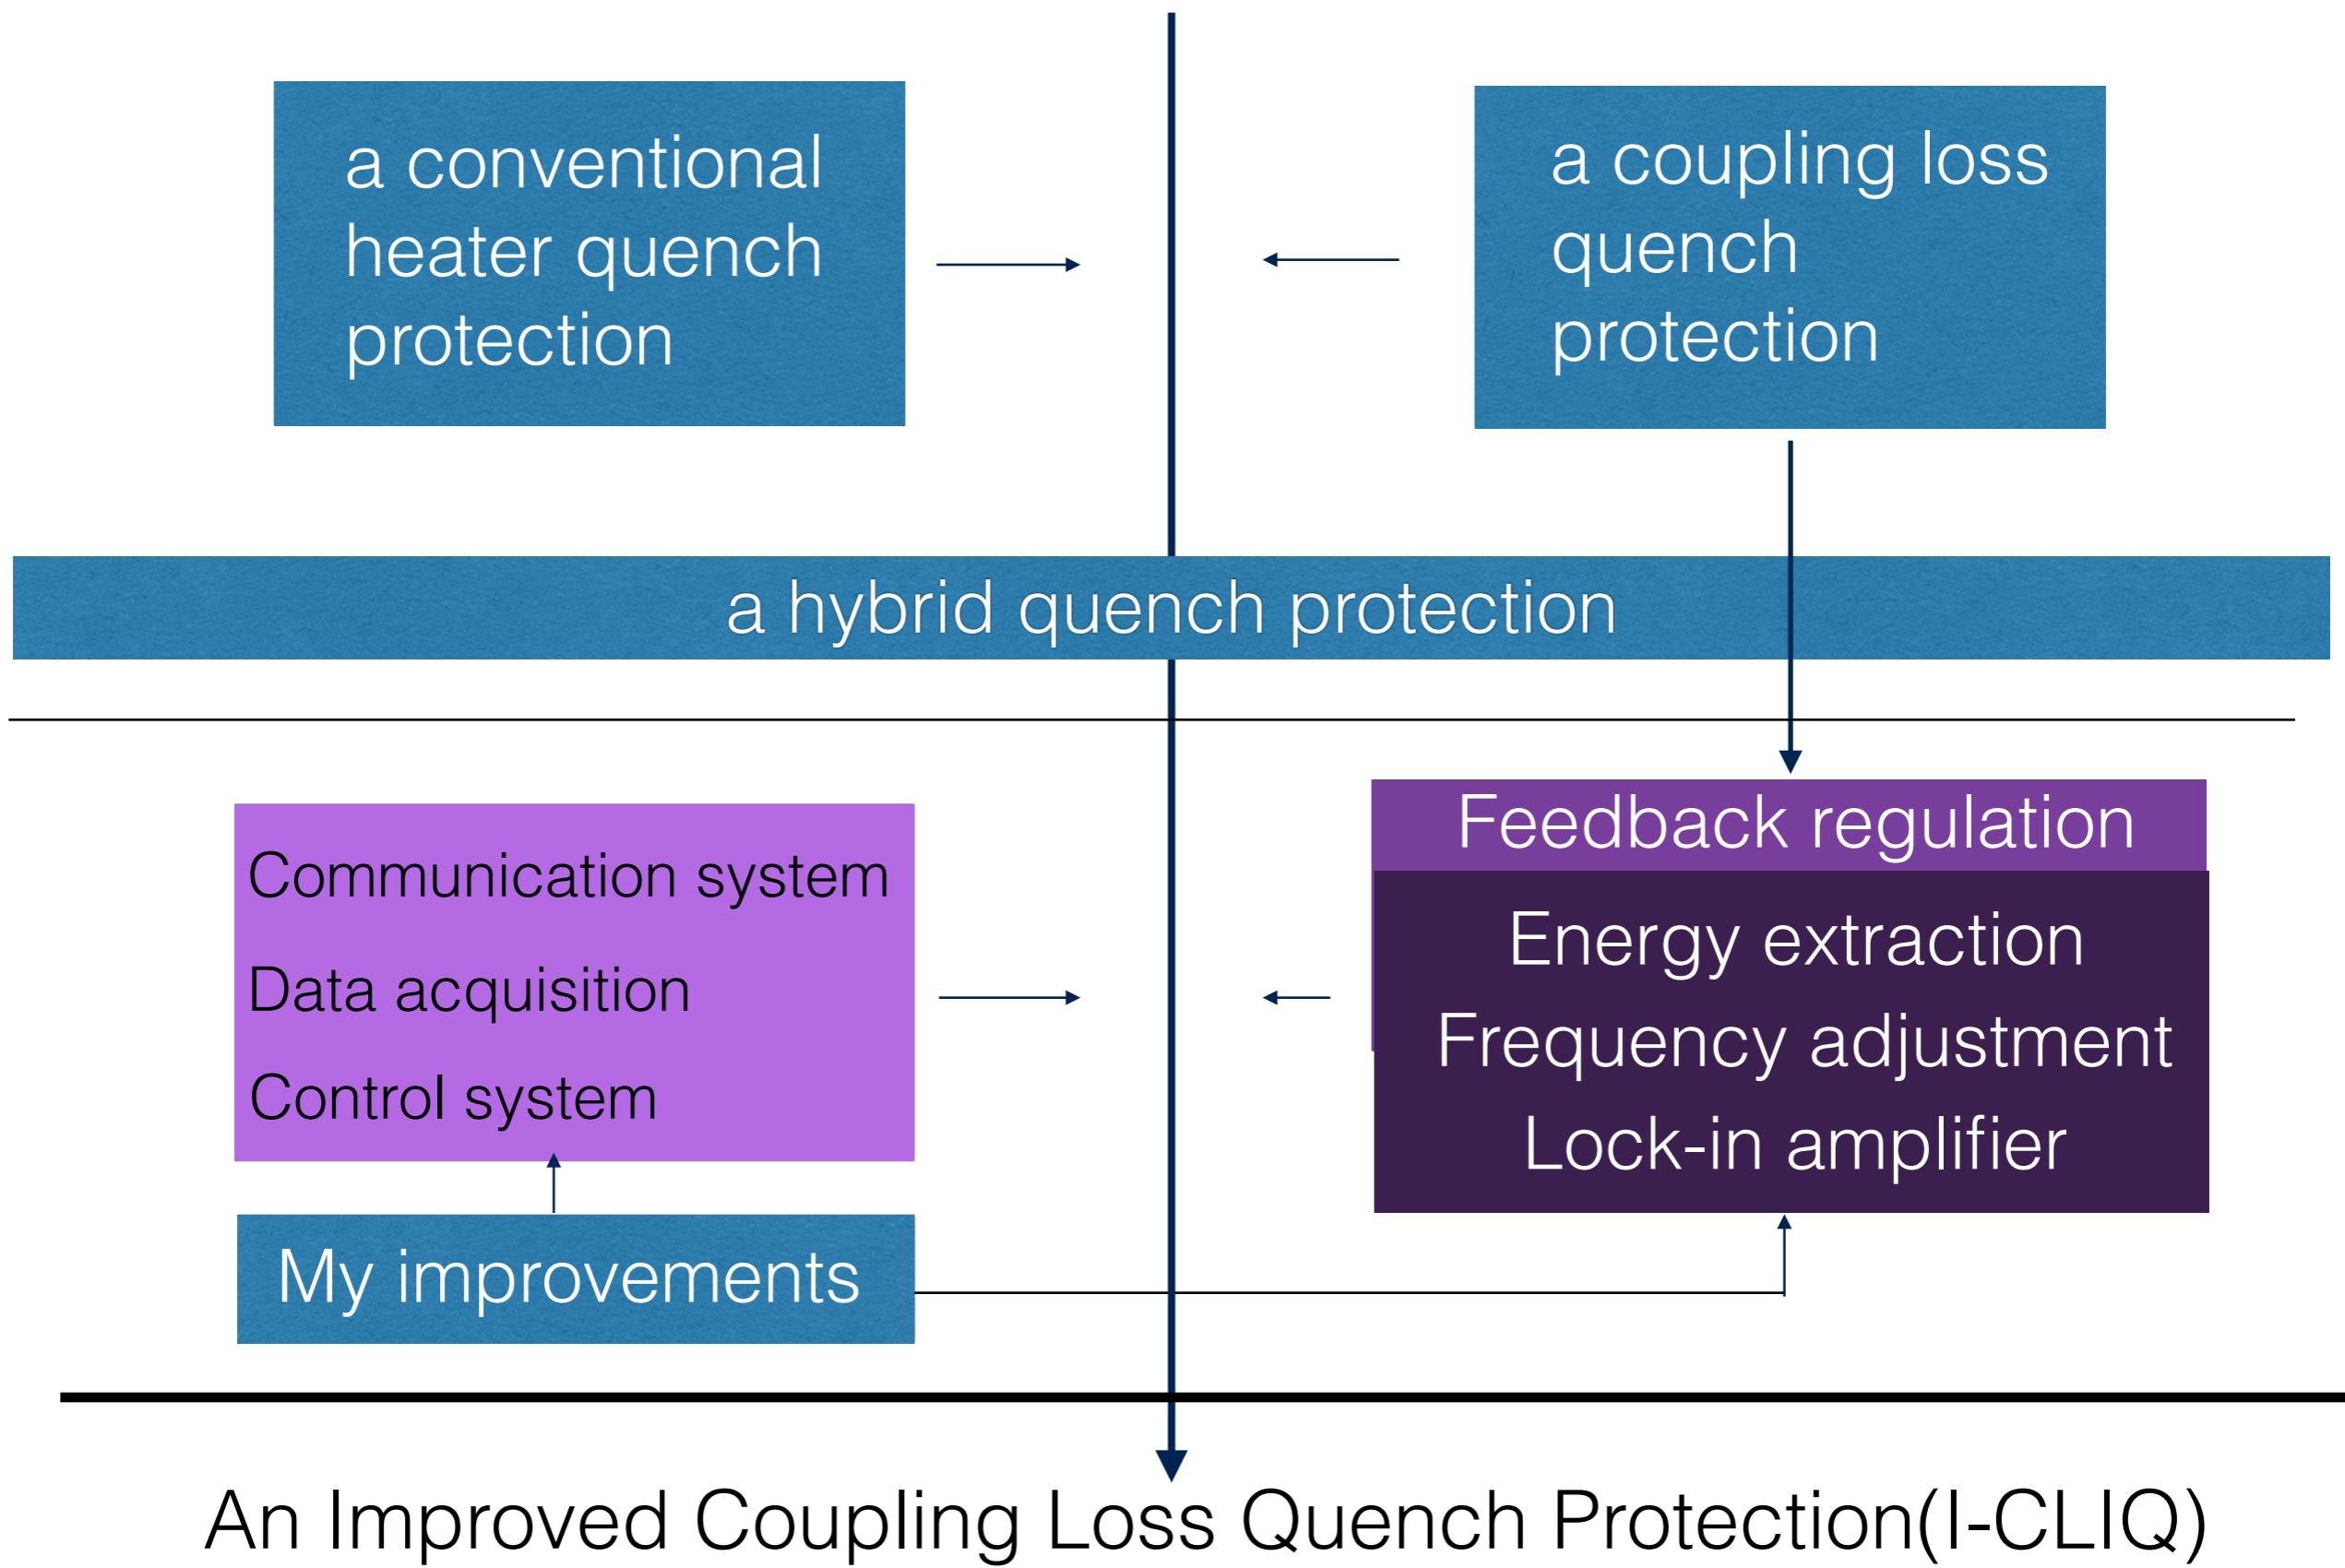 a conventional
heater quench
protection
a coupling loss
quench
protection
a hybrid quench protection
Communication system
Data acquisition
Control system
Feedback regulation
Energy extraction
Frequency adjustment
Lock-in amplifier
My improvements
An Improved Coupling Loss Quench Protection(I-CLIQ)